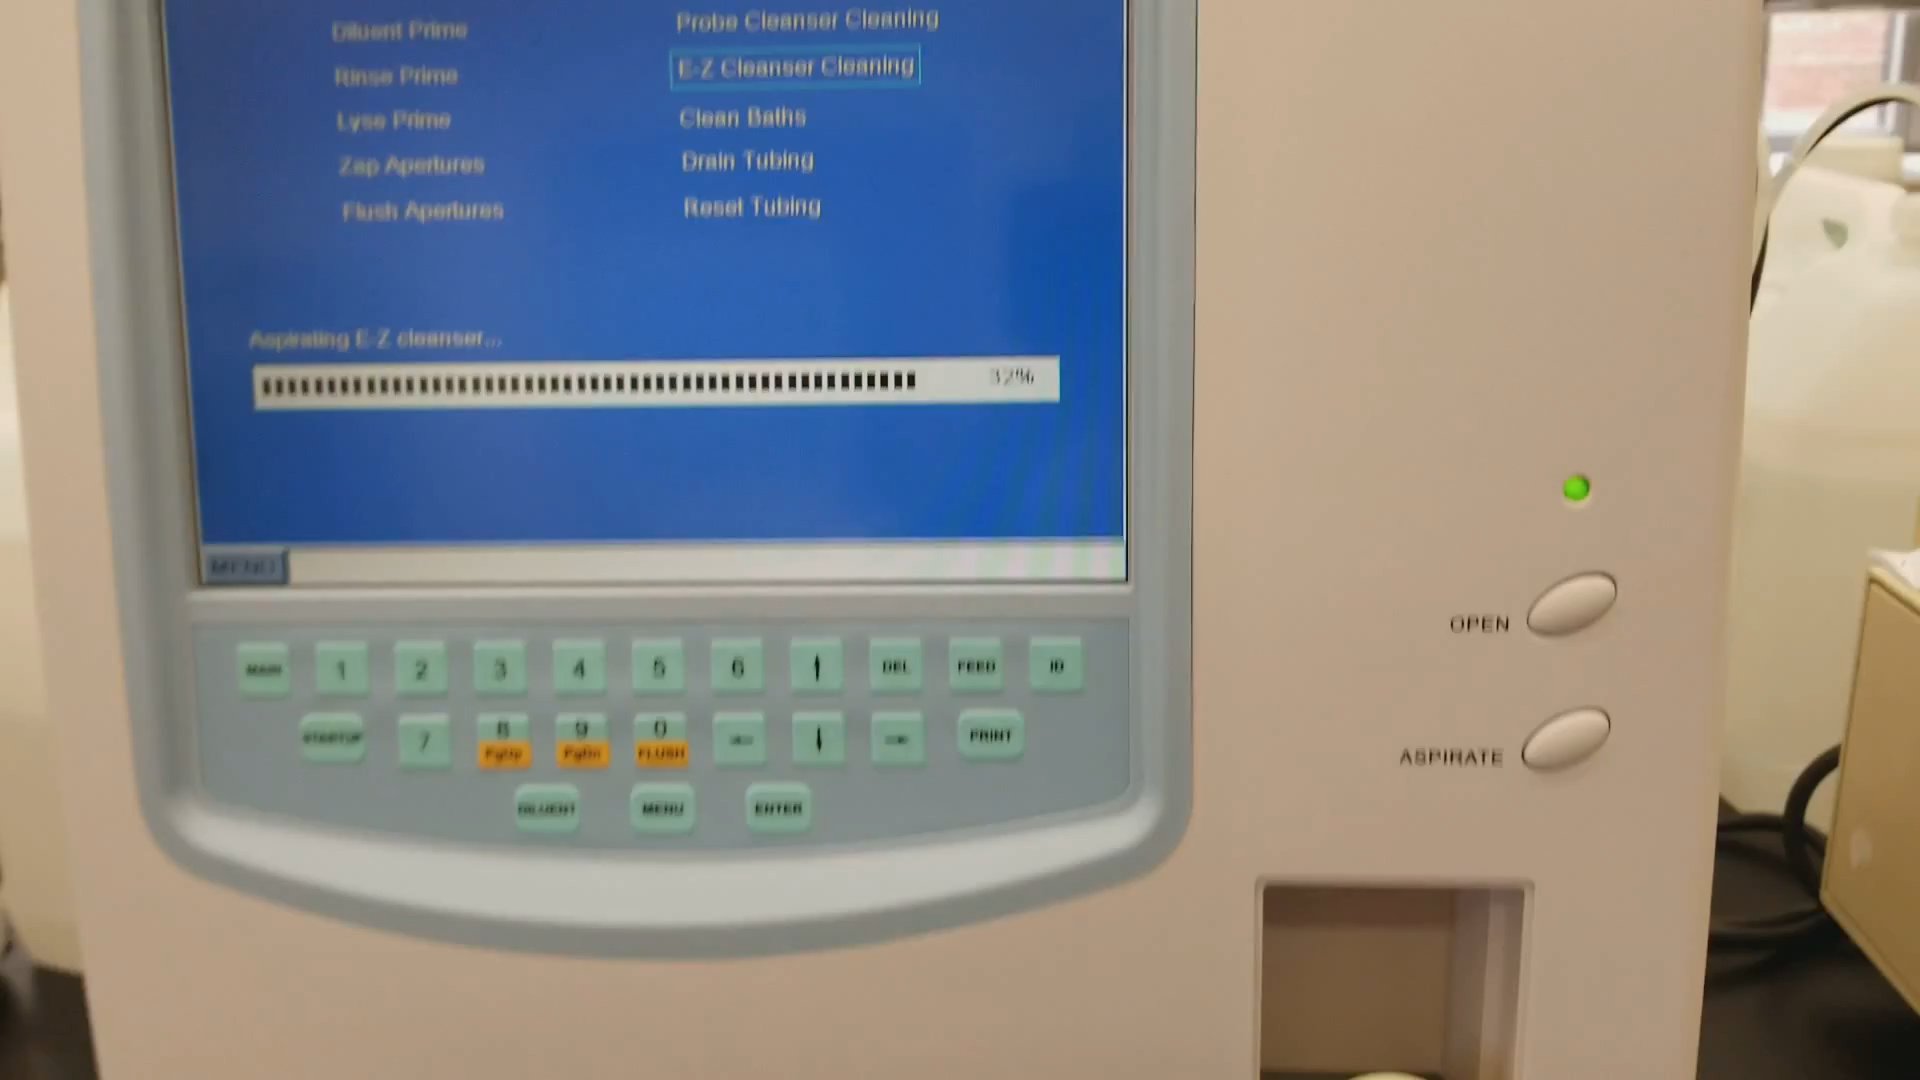 Diluent Prime
Probe Cleanser Cleaning
Rinse Prime
E-Z Cleanser Cleaning
Lyse Prime
Clean Baths
Zap Apertures
Drain Tubing
Flush Apertures
Reset Tubing
Aspirating E-Z cleanser...
32%
MENU
MAIN 1 2 3 4 5 6 ↑ DEL FEED ID
STARTUP 7 8 9 0 ← ↓ → PRINT
PgUp PgDn FLUSH
DILUENT MENU ENTER
OPEN
ASPIRATE